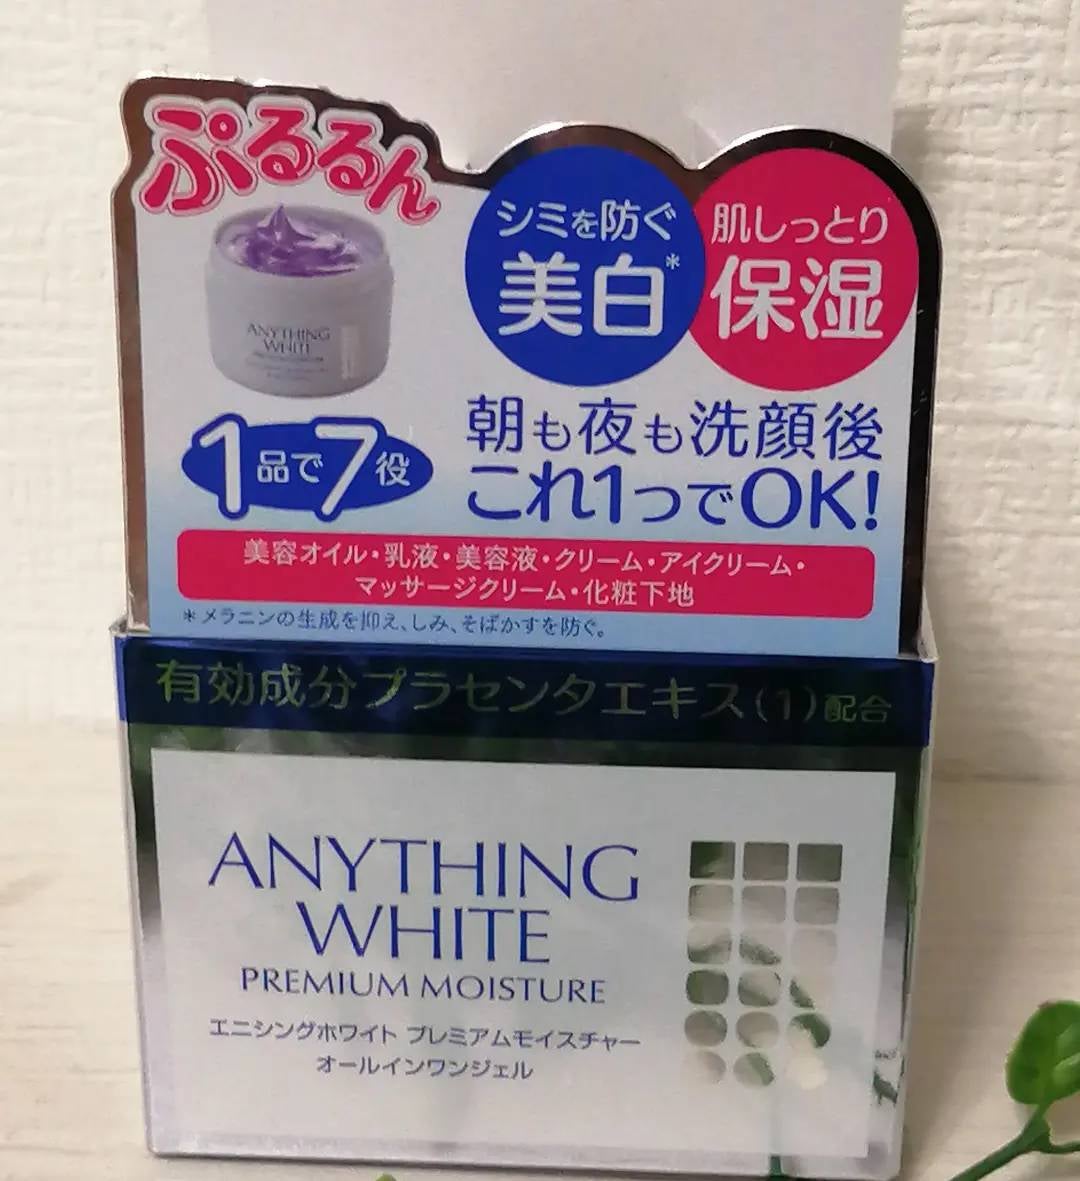 ぷるるん
シミを防ぐ
美白*
肌しっとり
保湿
ANYTHING
WHITE
1品で7役
朝も夜も洗顔後
これ1つでOK!
美容オイル・乳液・美容液・クリーム・アイクリーム・
マッサージクリーム・化粧下地
*メラニンの生成を抑え、しみ、そばかすを防ぐ。
有効成分プラセンタエキス(1)配合
ANYTHING
WHITE
PREMIUM MOISTURE
エニシングホワイト プレミアムモイスチャー
オールインワンジェル